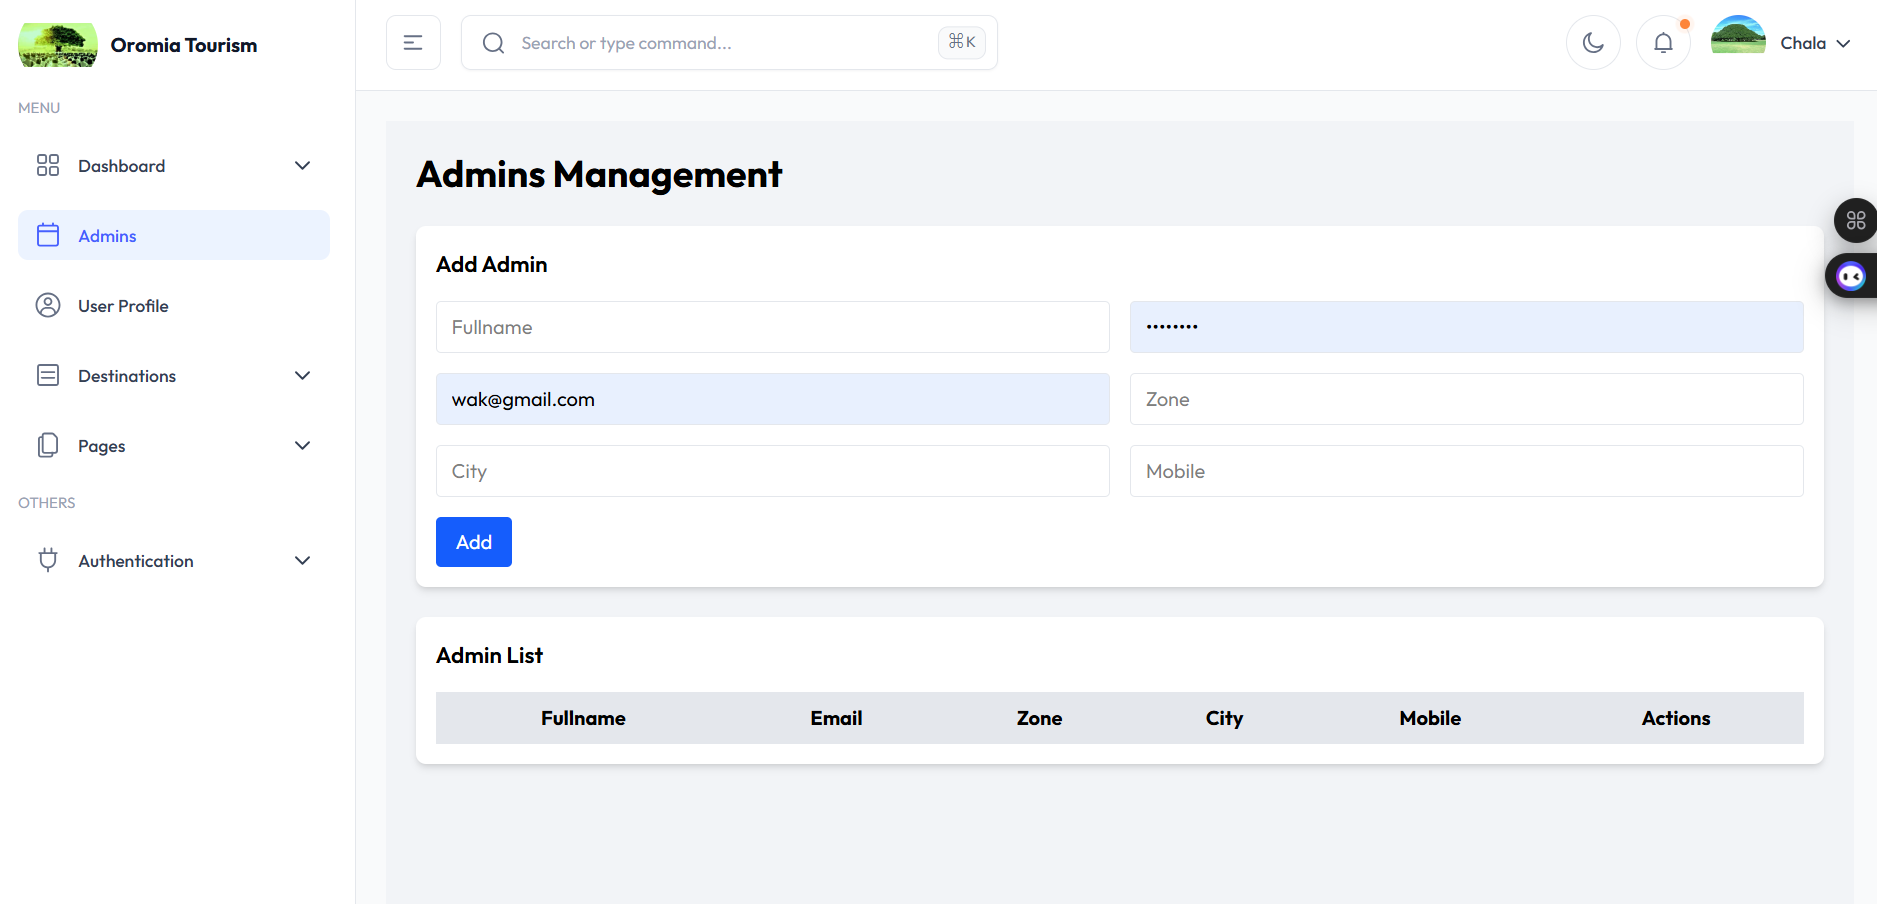 Oromia Tourism
Search or type command...
⌘K
Chala
MENU
Dashboard
Admins
User Profile
Destinations
Pages
OTHERS
Authentication
Admins Management
Add Admin
Fullname
••••••••
wak@gmail.com
Zone
City
Mobile
Add
Admin List
Fullname Email Zone City Mobile Actions